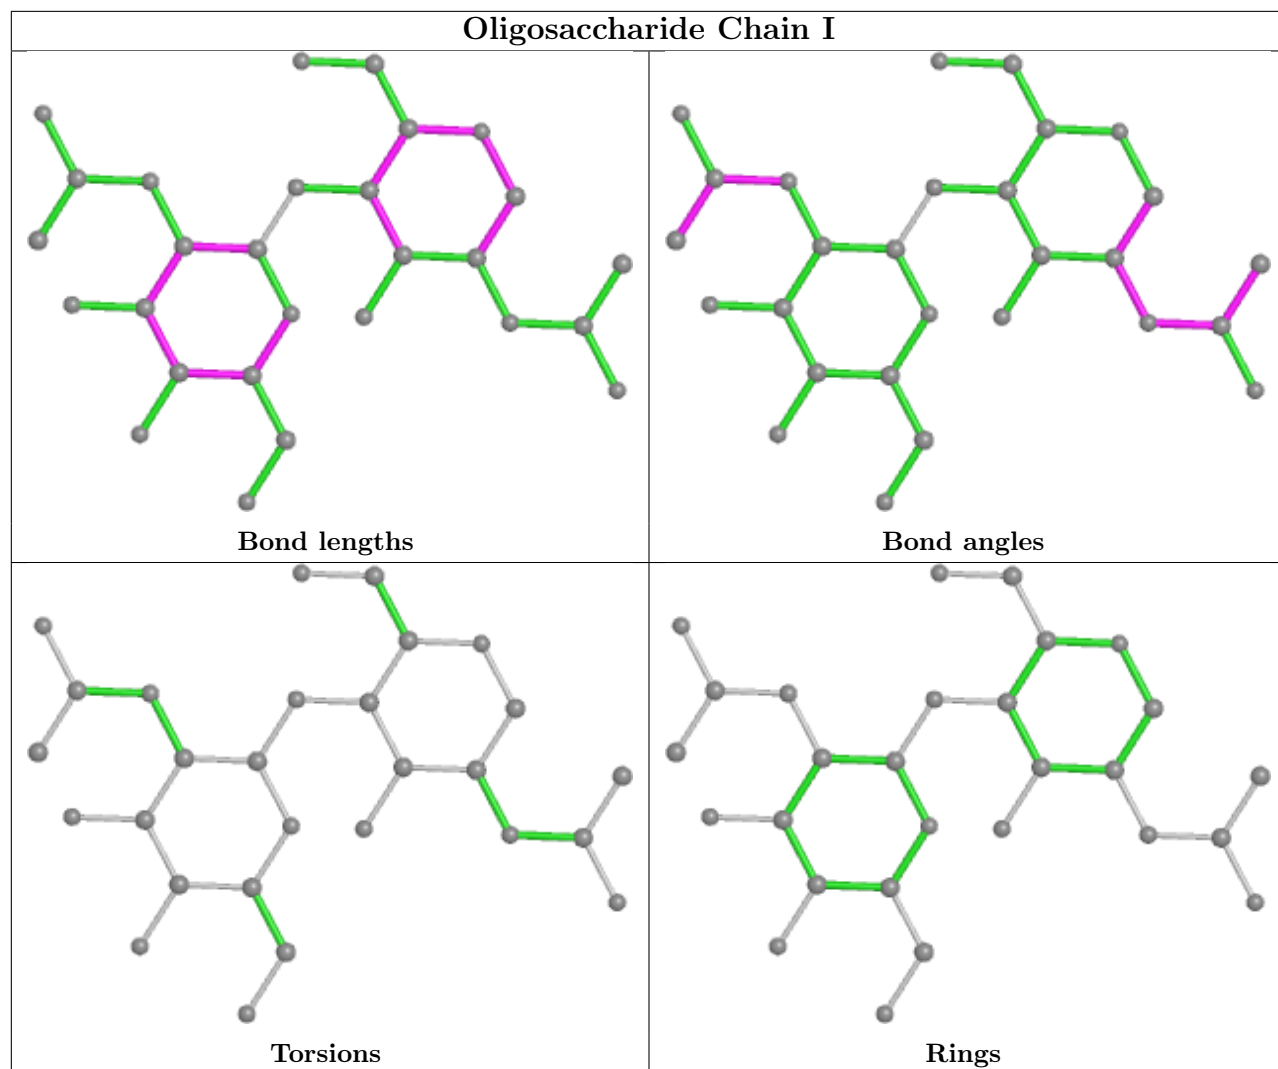 Oligosaccharide Chain I
Bond lengths
Bond angles
Torsions
Rings